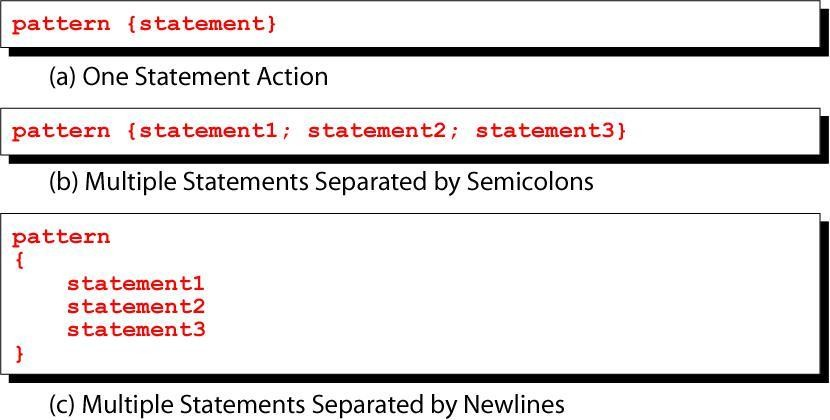 pattern {statement}
(a) One Statement Action
pattern {statement1; statement2; statement3}
(b) Multiple Statements Separated by Semicolons
pattern
{
statement1
statement2
statement3
}
(c) Multiple Statements Separated by Newlines